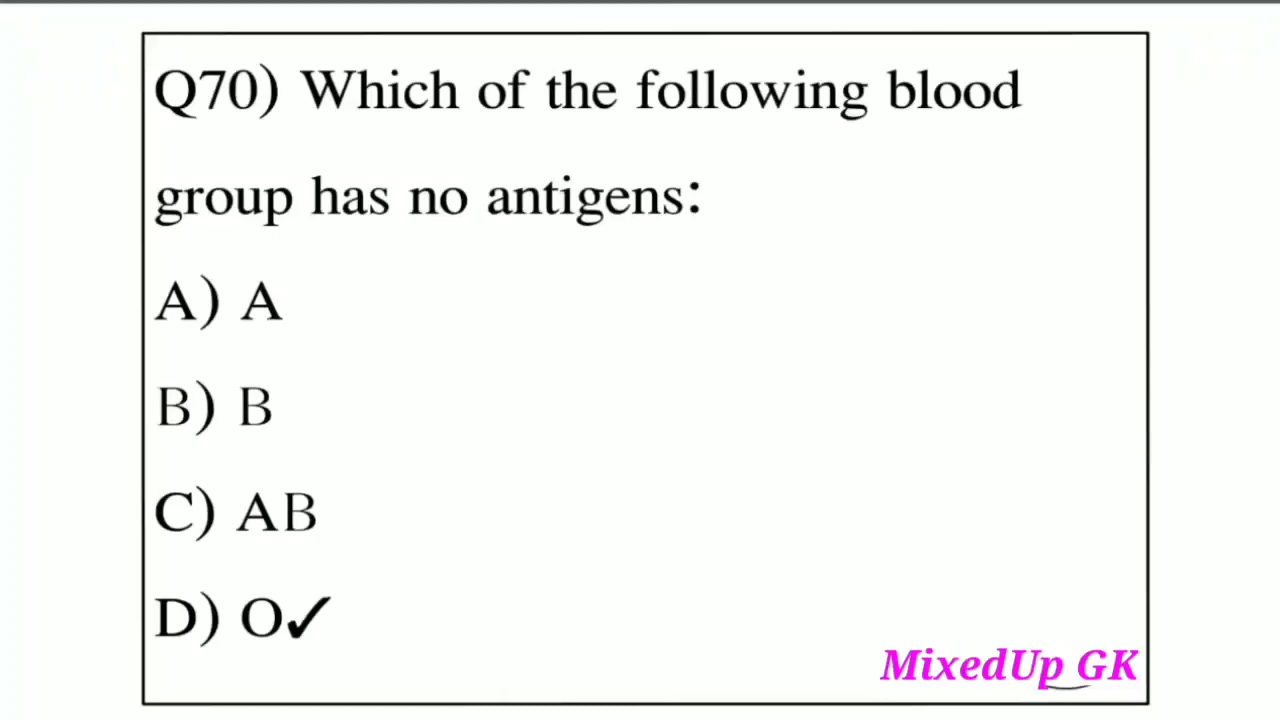 Q70) Which of the following blood
group has no antigens:
A) A
B) B
C) AB
D) O✓
MixedUp GK